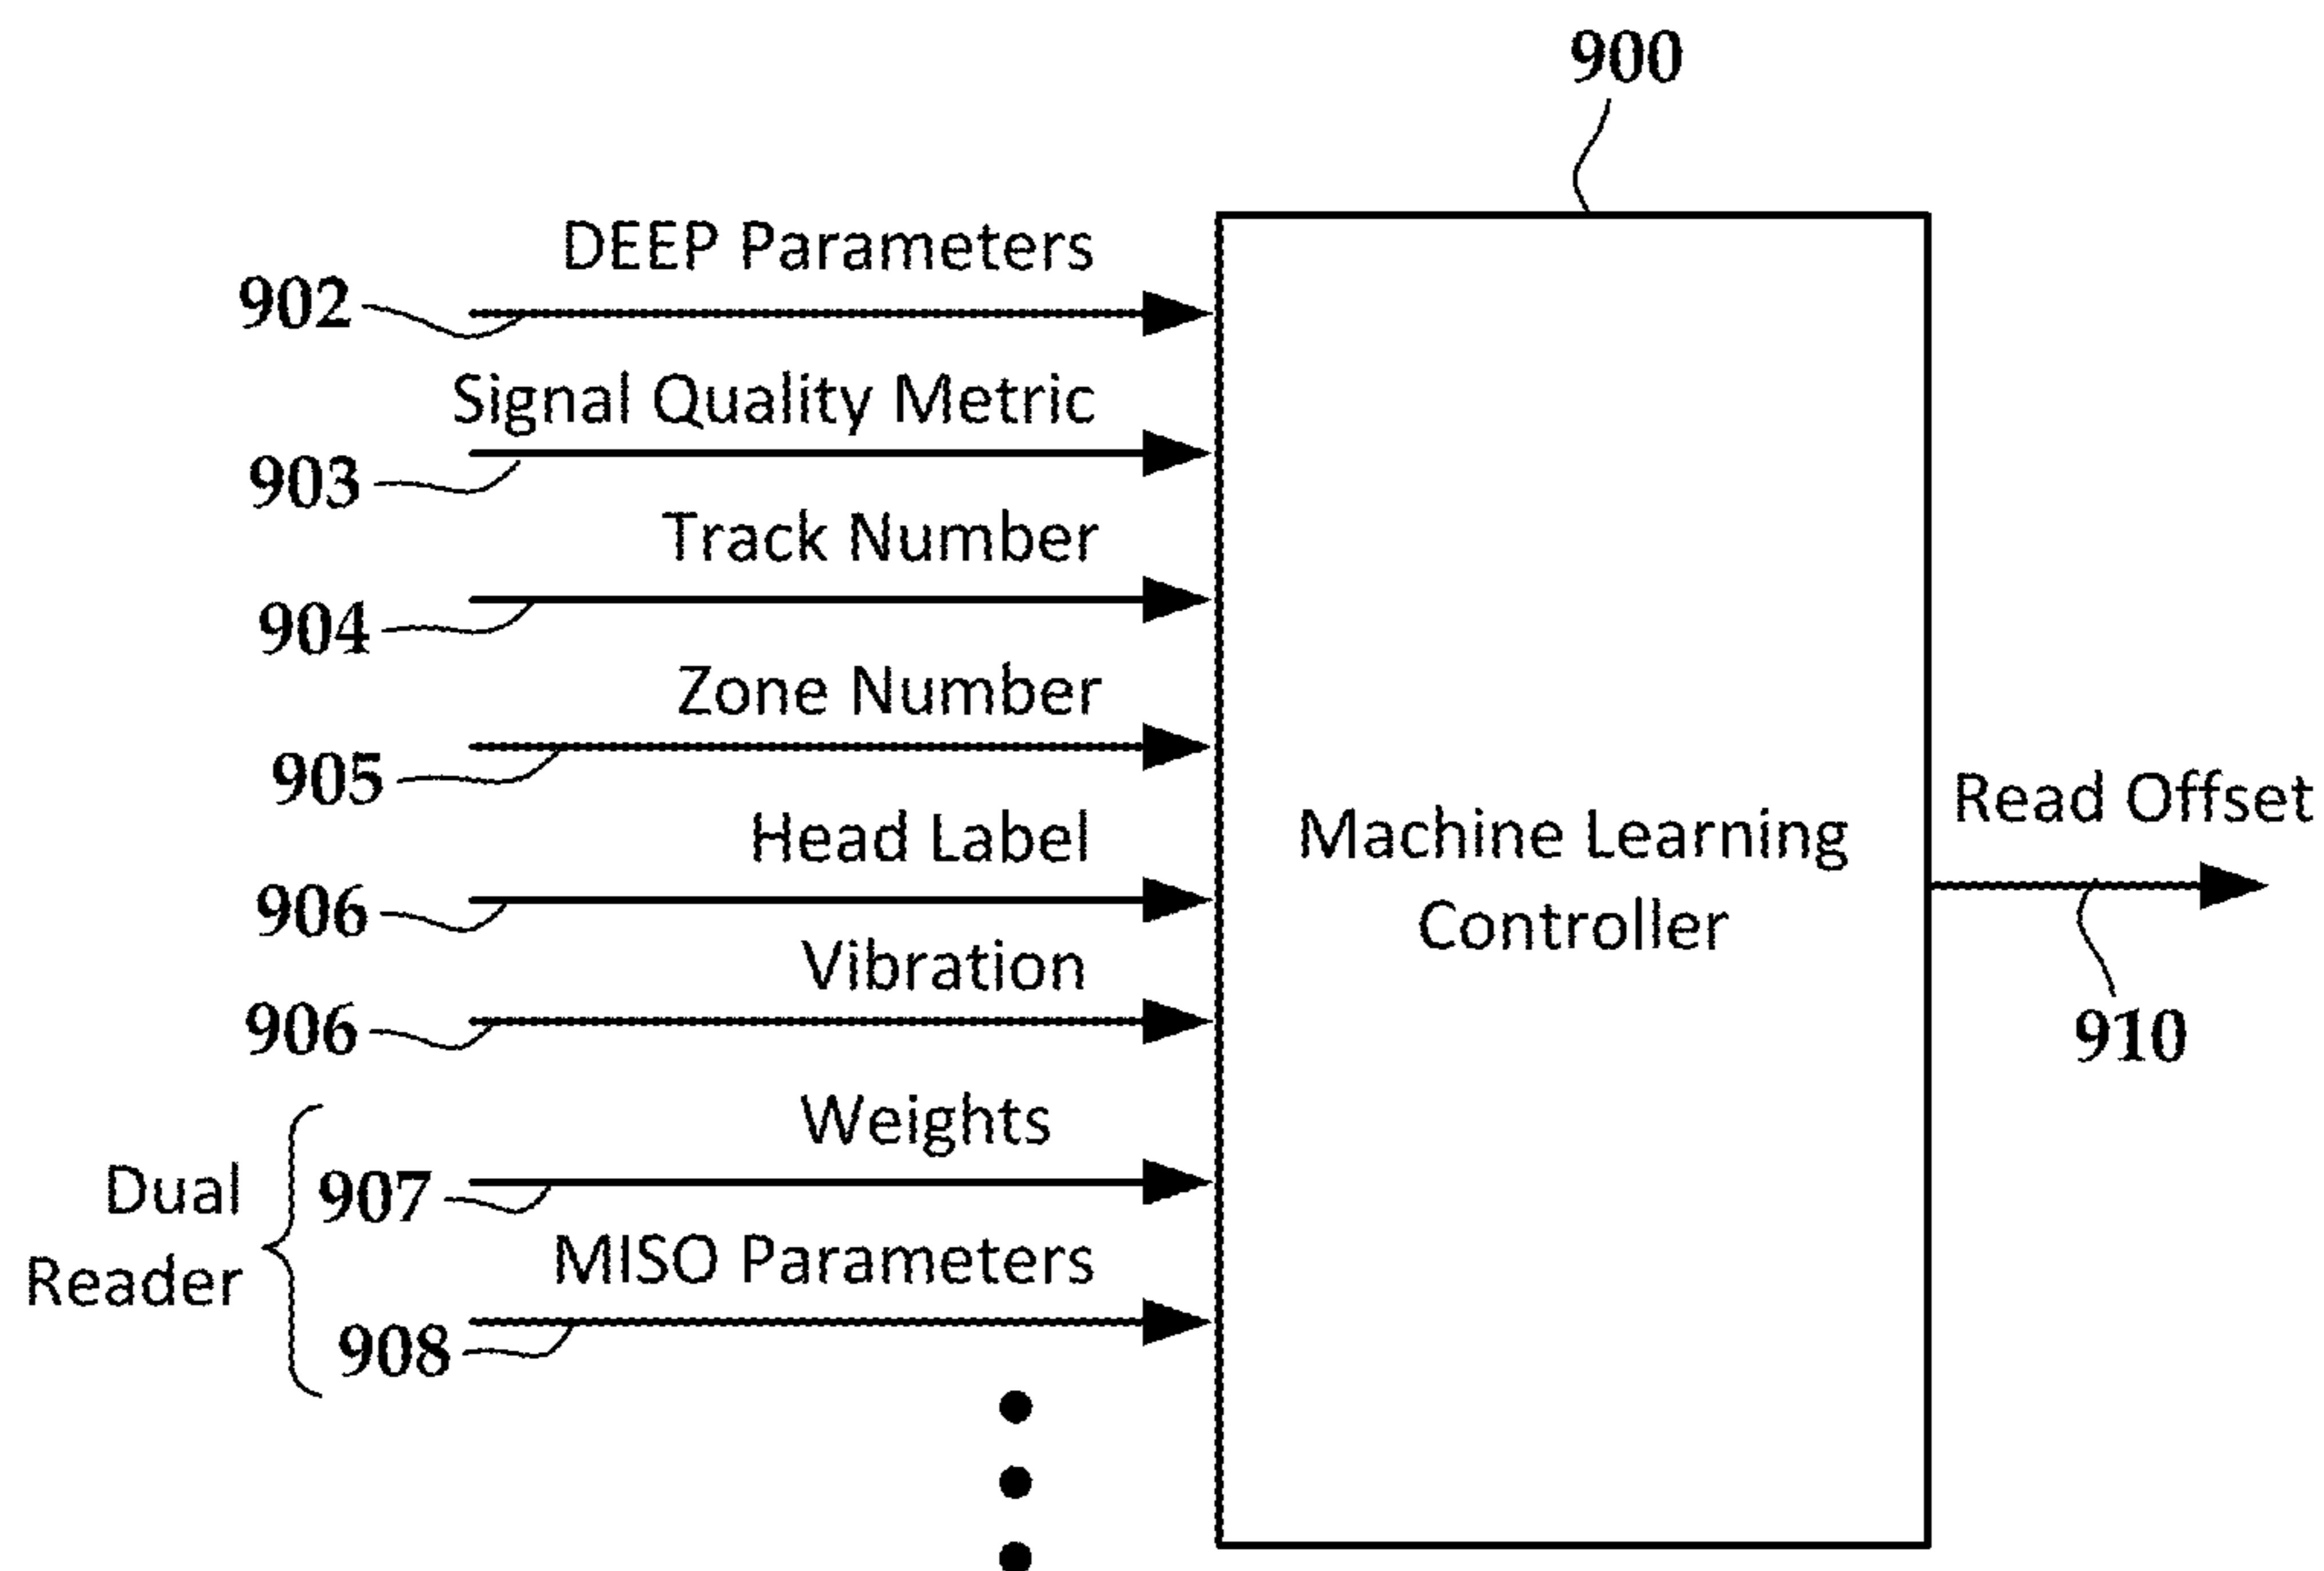 900
DEEP Parameters
902
Signal Quality Metric
903
Track Number
904
Zone Number
905
Head Label
906
Vibration
906
Weights
907
MISO Parameters
908
Dual
Reader
Machine Learning
Controller
Read Offset
910